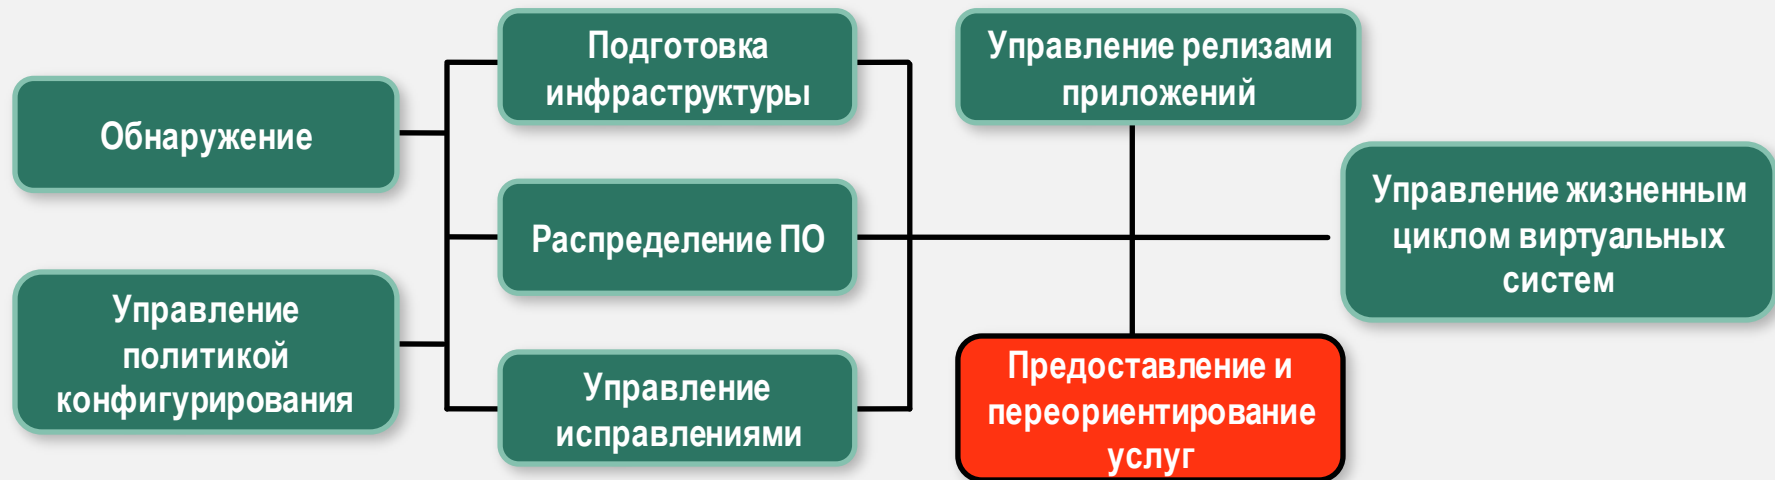 Обнаружение
Управление
политикой
конфигурирования
Подготовка
инфраструктуры
Распределение ПО
Управление
исправлениями
Управление релизами
приложений
Предоставление и
переориентирование
услуг
Управление жизненным
циклом виртуальных
систем